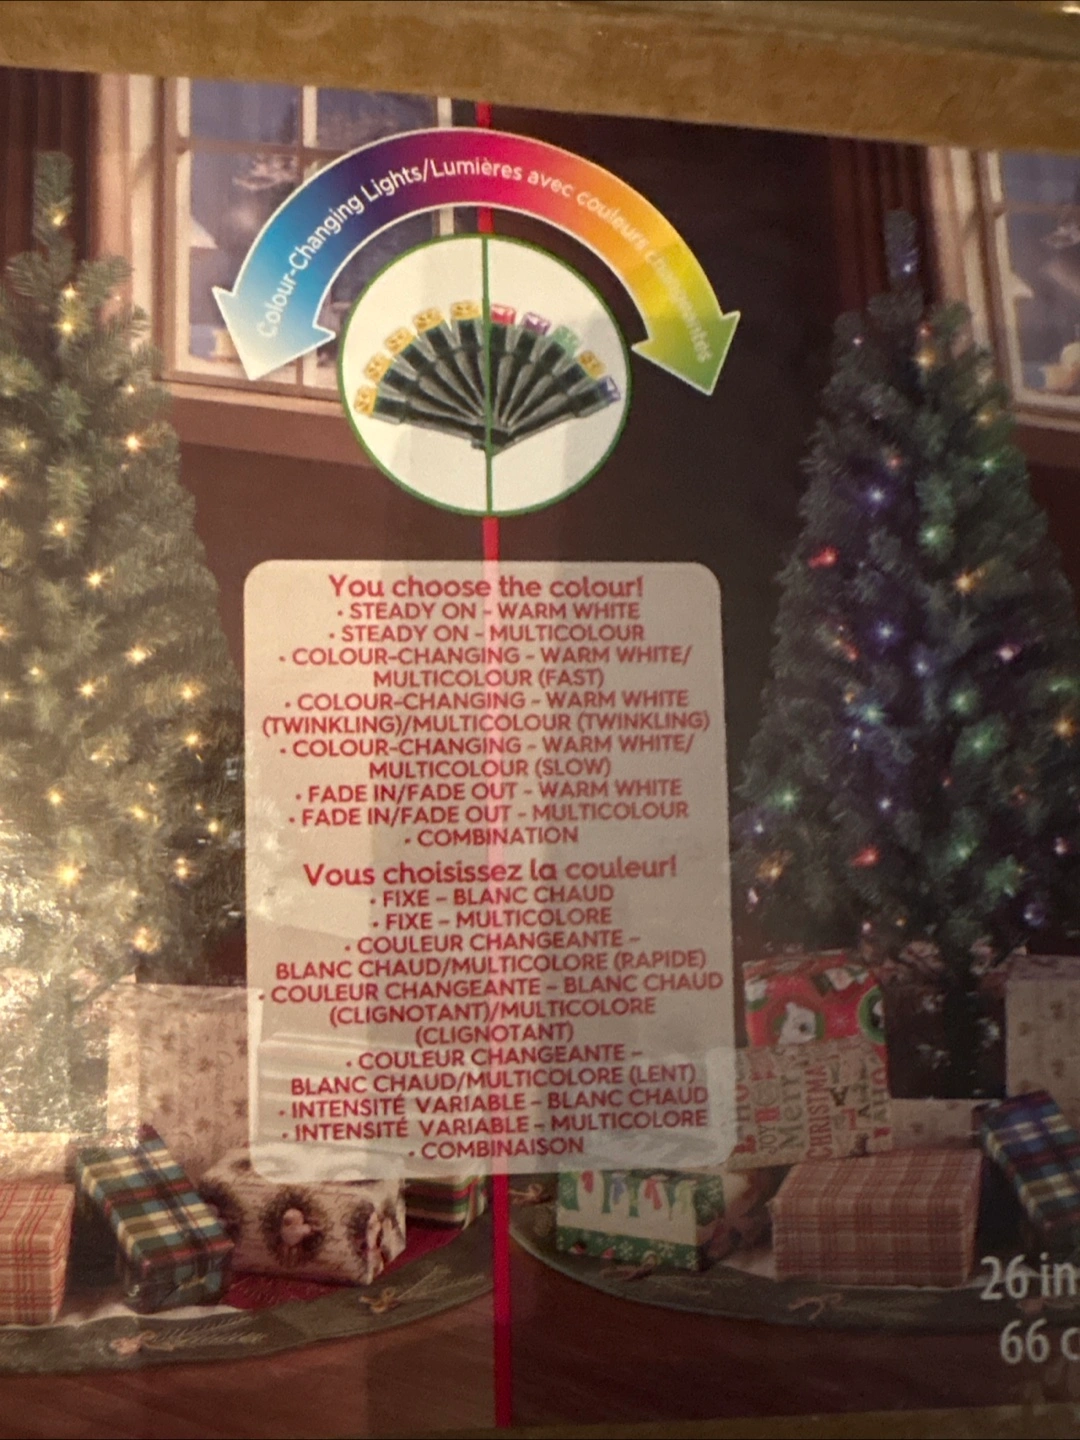 Colour-Changing Lights/Lumières avec couleurs changeantes
You choose the colour!
• STEADY ON - WARM WHITE
• STEADY ON - MULTICOLOUR
• COLOUR-CHANGING - WARM WHITE/
MULTICOLOUR (FAST)
• COLOUR-CHANGING - WARM WHITE
(TWINKLING)/MULTICOLOUR (TWINKLING)
• COLOUR-CHANGING - WARM WHITE/
MULTICOLOUR (SLOW)
• FADE IN/FADE OUT - WARM WHITE
• FADE IN/FADE OUT - MULTICOLOUR
• COMBINATION
Vous choisissez la couleur!
• FIXE - BLANC CHAUD
• FIXE - MULTICOLORE
• COULEUR CHANGEANTE -
BLANC CHAUD/MULTICOLORE (RAPIDE)
• COULEUR CHANGEANTE - BLANC CHAUD
(CLIGNOTANT)/MULTICOLORE
(CLIGNOTANT)
• COULEUR CHANGEANTE -
BLANC CHAUD/MULTICOLORE (LENT)
• INTENSITÉ VARIABLE - BLANC CHAUD
• INTENSITÉ VARIABLE - MULTICOLORE
• COMBINAISON
JOY
Merry
CHRISTMAS
26 in
66 c